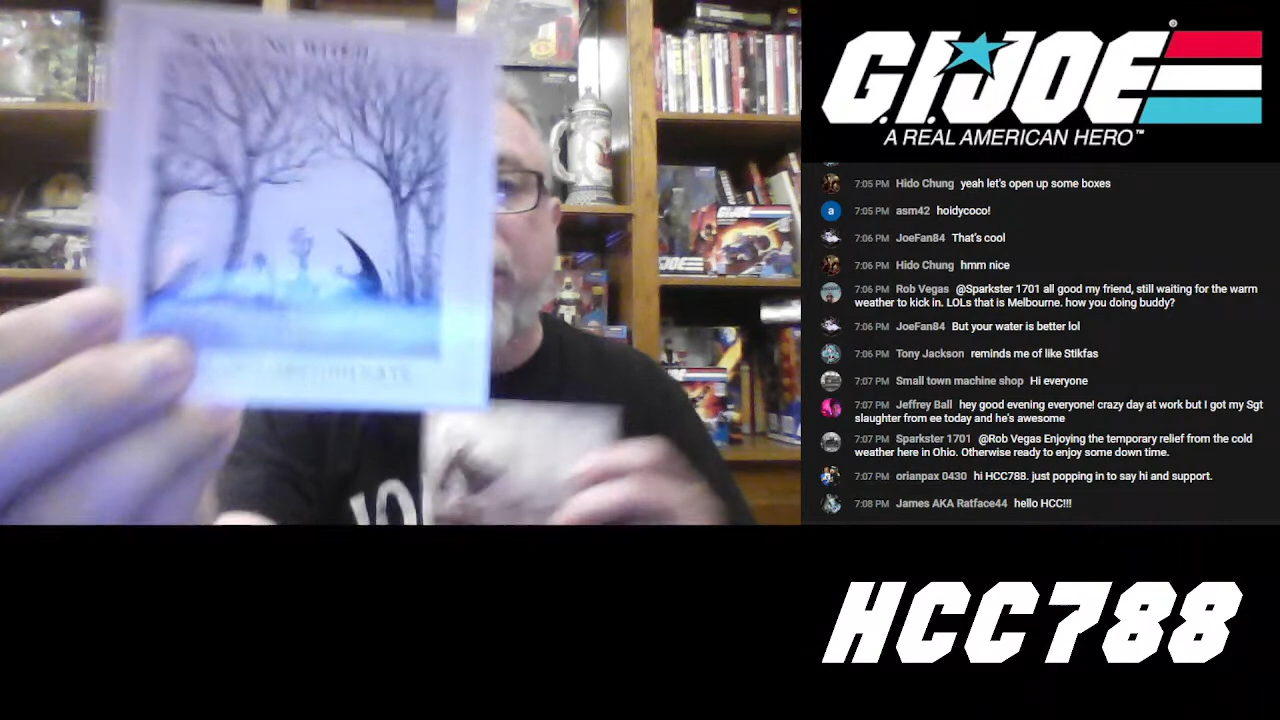 G.I. JOE
A REAL AMERICAN HERO™
7:05 PM Hido Chung yeah let's open up some boxes
a 7:05 PM asm42 hoidycoco!
7:06 PM JoeFan84 That's cool
7:06 PM Hido Chung hmm nice
7:06 PM Rob Vegas @Sparkster 1701 all good my friend, still waiting for the warm
weather to kick in. LOLs that is Melbourne. how you doing buddy?
7:06 PM JoeFan84 But your water is better lol
7:06 PM Tony Jackson reminds me of like Stikfas
7:07 PM Small town machine shop Hi everyone
7:07 PM Jeffrey Ball hey good evening everyone! crazy day at work but I got my Sgt
slaughter from ee today and he's awesome
7:07 PM Sparkster 1701 @Rob Vegas Enjoying the temporary relief from the cold
weather here in Ohio. Otherwise ready to enjoy some down time.
7:07 PM orianpax 0430 hi HCC788. just popping in to say hi and support.
7:08 PM James AKA Ratface44 hello HCC!!!
HCC788